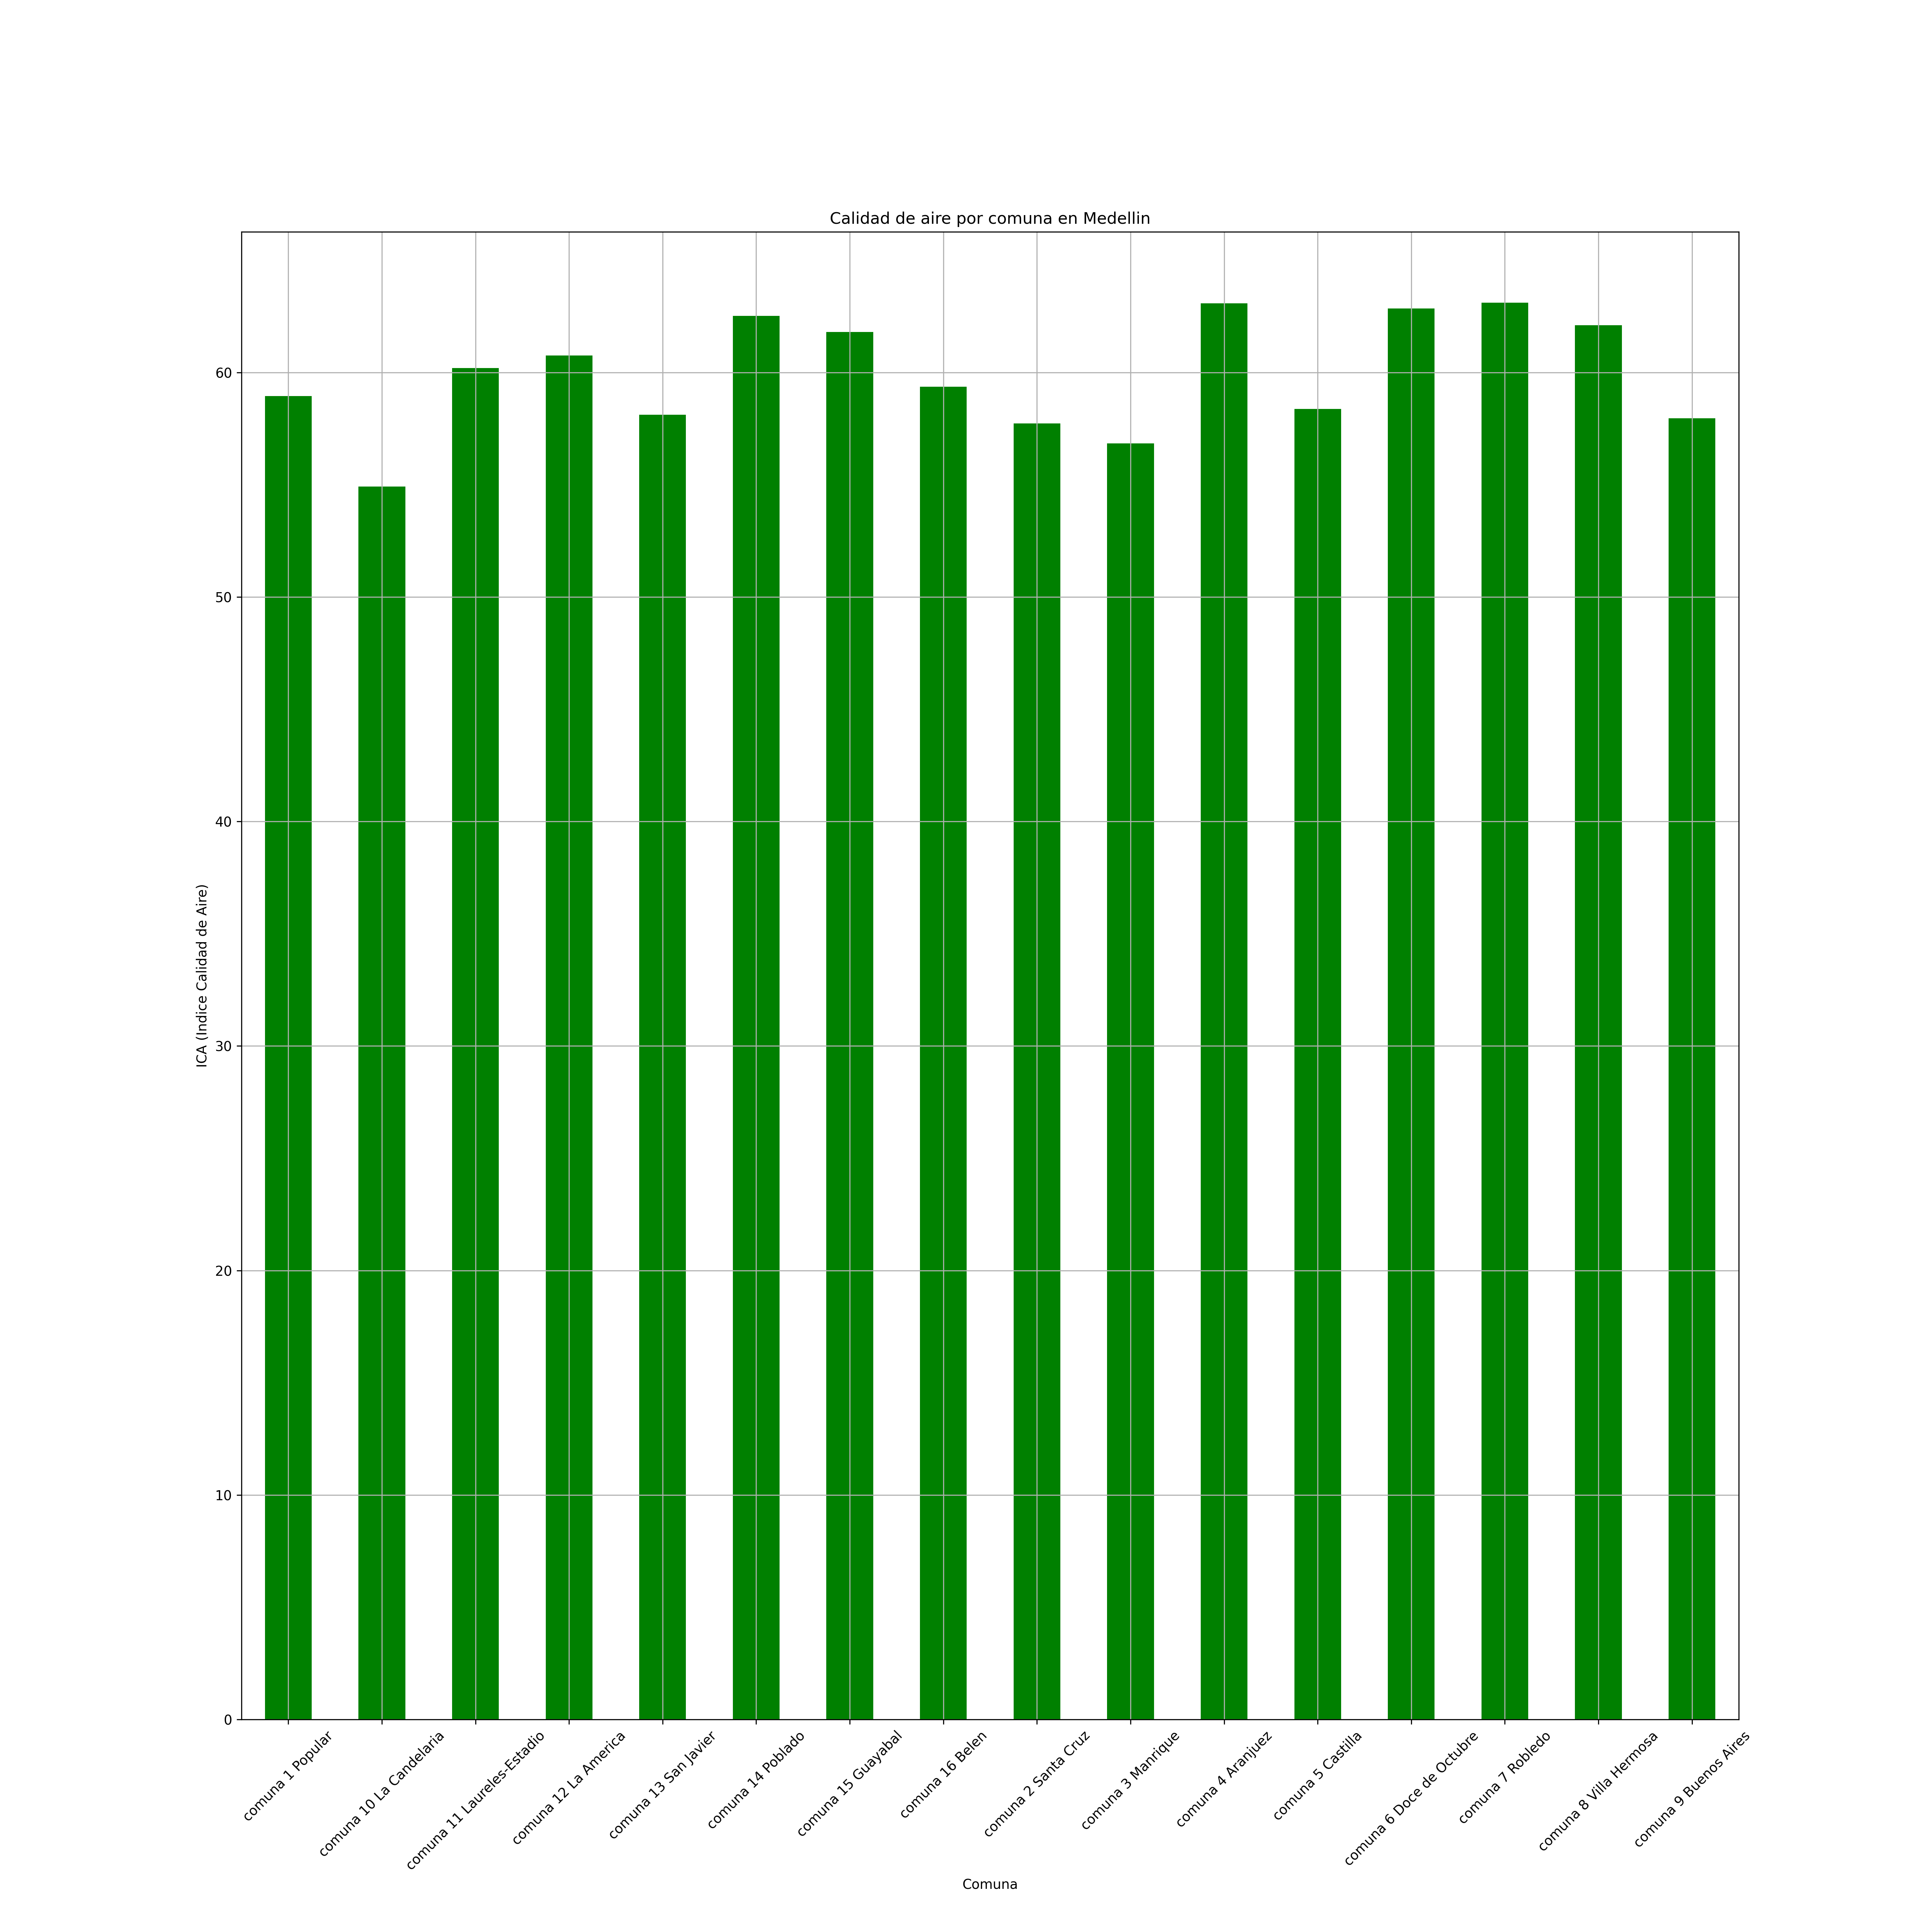 Calidad de aire por comuna en Medellin
ICA (Indice Calidad de Aire)
60
50
40
30
20
10
0
comuna 1 Popular
comuna 10 La Candelaria
comuna 11 Laureles-Estadio
comuna 12 La America
comuna 13 San Javier
comuna 14 Poblado
comuna 15 Guayabal
comuna 16 Belen
comuna 2 Santa Cruz
comuna 3 Manrique
comuna 4 Aranjuez
comuna 5 Castilla
comuna 6 Doce de Octubre
comuna 7 Robledo
comuna 8 Villa Hermosa
comuna 9 Buenos Aires
Comuna